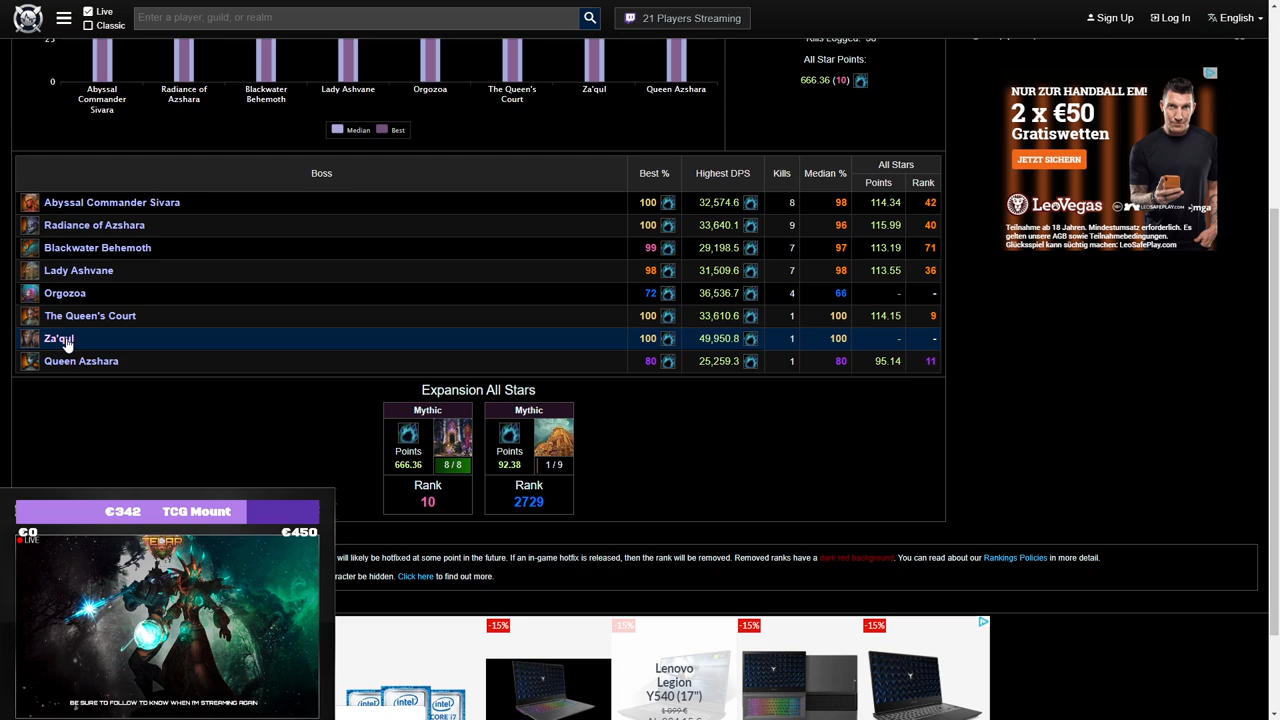 Live
Classic
Enter a player, guild, or realm
21 Players Streaming
Sign Up
Log In
English
0
Abyssal Commander Sivara
Radiance of Azshara
Blackwater Behemoth
Lady Ashvane
Orgozoa
The Queen's Court
Za'qul
Queen Azshara
Median
Best
All Star Points:
666.36 (10)
Boss Best % Highest DPS Kills Median % All Stars
Points Rank
Abyssal Commander Sivara 100 32,574.6 8 98 114.34 42
Radiance of Azshara 100 33,640.1 9 96 115.99 40
Blackwater Behemoth 99 29,198.5 7 97 113.19 71
Lady Ashvane 98 31,509.6 7 98 113.55 36
Orgozoa 72 36,536.7 4 66 - -
The Queen's Court 100 33,610.6 1 100 114.15 9
Za'qul 100 49,950.8 1 100 - -
Queen Azshara 80 25,259.3 1 80 95.14 11
Expansion All Stars
Mythic
Points
666.36
8 / 8
Rank
10
Mythic
Points
92.38
1 / 9
Rank
2729
€342 TCG Mount
€0 €450
LIVE
BE SURE TO FOLLOW TO KNOW WHEN I'M STREAMING AGAIN
will likely be hotfixed at some point in the future. If an in-game hotfix is released, then the rank will be removed. Removed ranks have a dark red background. You can read about our Rankings Policies in more detail.
racter be hidden. Click here to find out more.
NUR ZUR HANDBALL EM!
2 x €50
Gratiswetten
JETZT SICHERN
LeoVegas
MGA
Teilnahme ab 18 Jahren. Mindestumsatz erforderlich. Es
gelten unsere AGB sowie Teilnahmebedingungen.
Glücksspiel kann süchtig machen: LeoSafePlay.com
-15%
-15%
-15%
-15%
Lenovo
Legion
Y540 (17")
1 099 €
intel
intel
intel
CORE i7